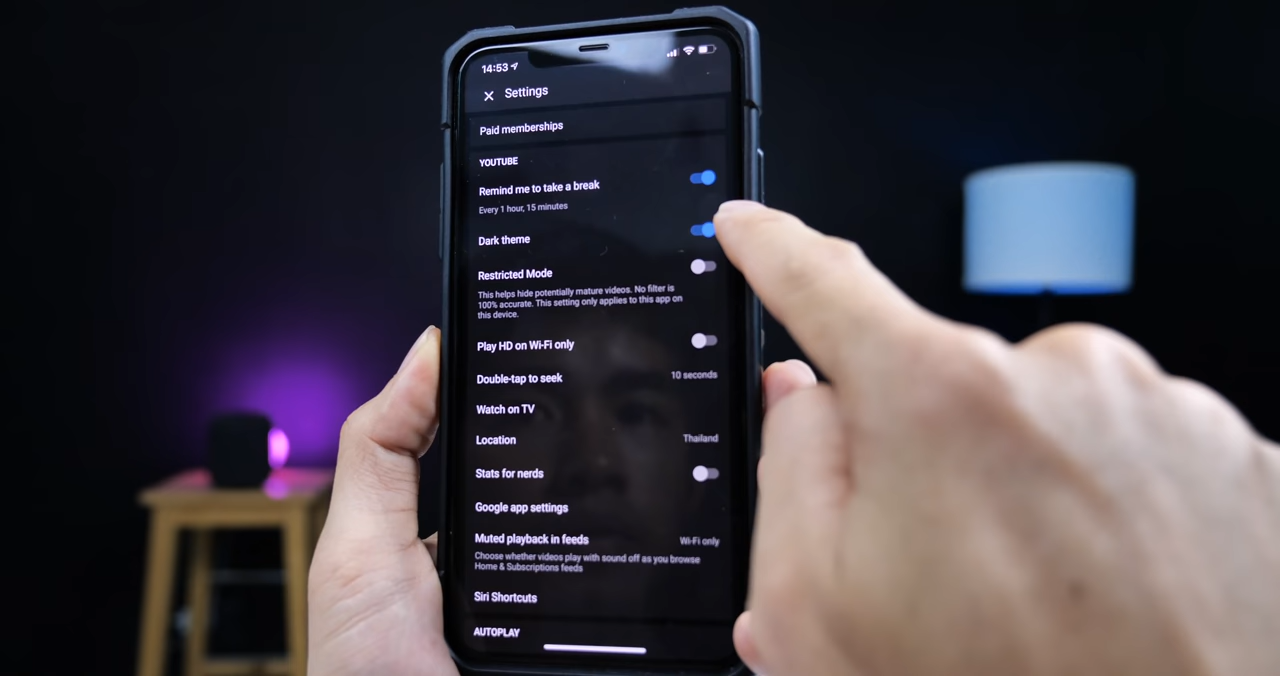 14:53
Settings
Paid memberships
YOUTUBE
Remind me to take a break
Every 1 hour, 15 minutes
Dark theme
Restricted Mode
This helps hide potentially mature videos. No filter is
100% accurate. This setting only applies to this app on
this device.
Play HD on Wi-Fi only
Double-tap to seek 10 seconds
Watch on TV
Location Thailand
Stats for nerds
Google app settings
Muted playback in feeds Wi-Fi only
Choose whether videos play with sound off as you browse
Home & Subscriptions feeds
Siri Shortcuts
AUTOPLAY